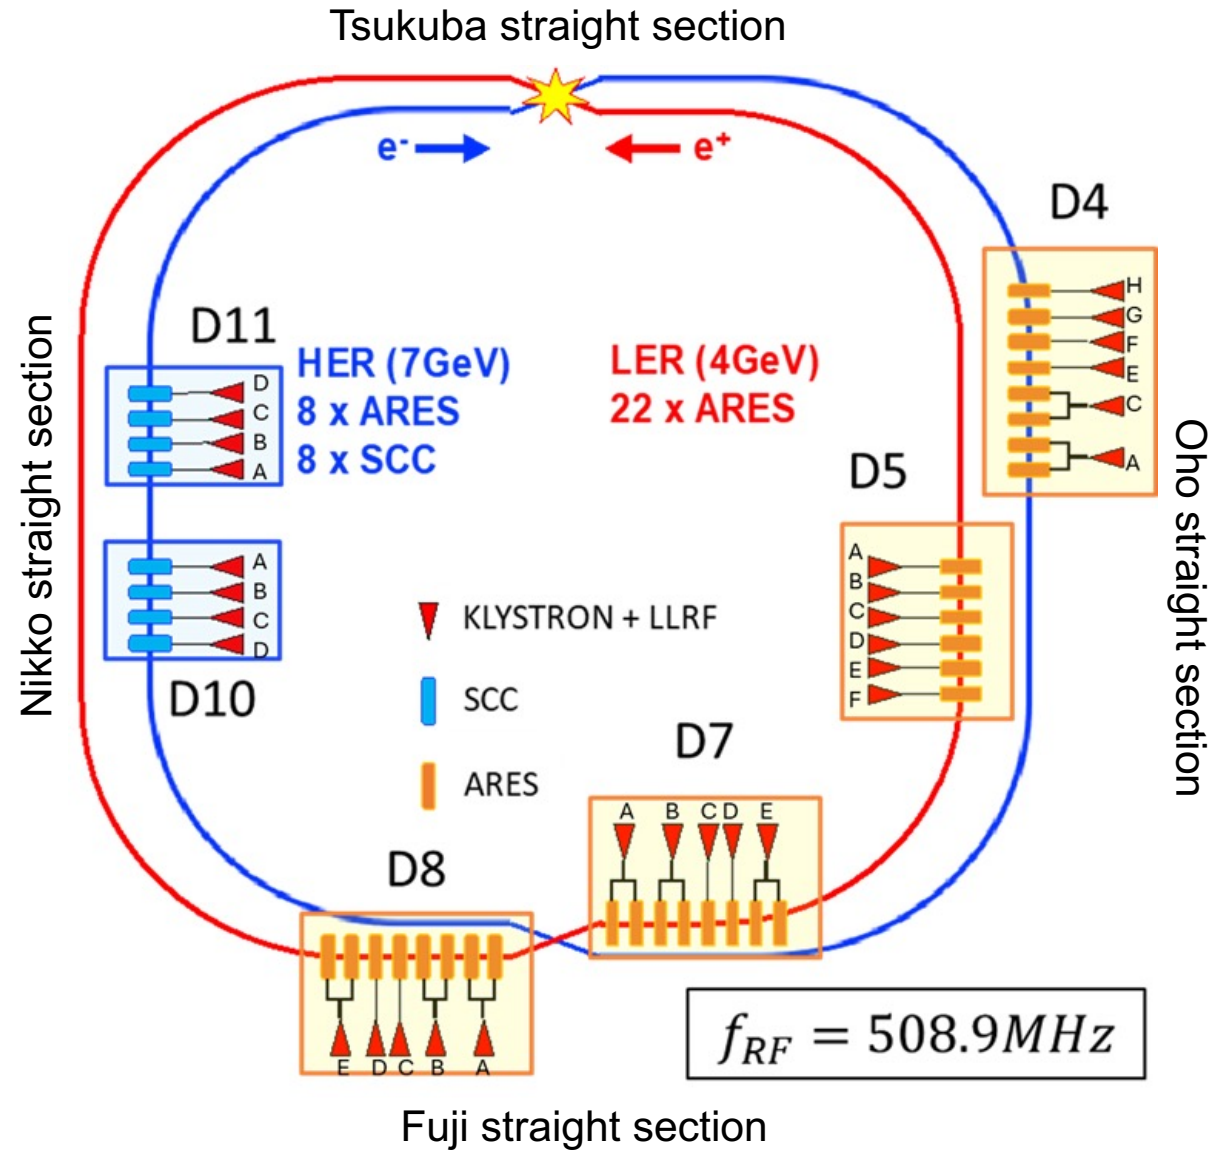 Tsukuba straight section
e⁻
e⁺
D4
H
G
F
E
C
A
D11
D
C
B
A
HER (7GeV)
8 x ARES
8 x SCC
LER (4GeV)
22 x ARES
Nikko straight section
Oho straight section
D5
A
B
C
D
E
F
A
B
C
D
D10
KLYSTRON + LLRF
SCC
ARES
D7
A B C D E
D8
E D C B A
f_RF = 508.9MHz
Fuji straight section